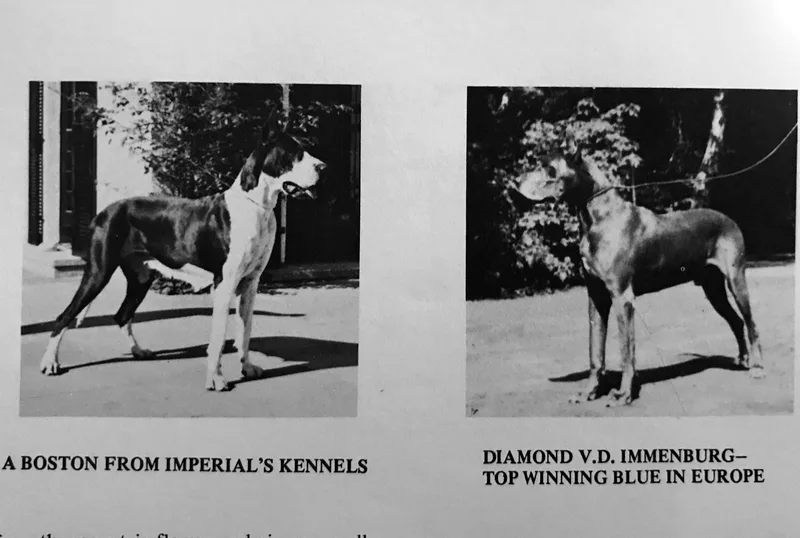 A BOSTON FROM IMPERIAL'S KENNELS
DIAMOND V.D. IMMENBURG–
TOP WINNING BLUE IN EUROPE